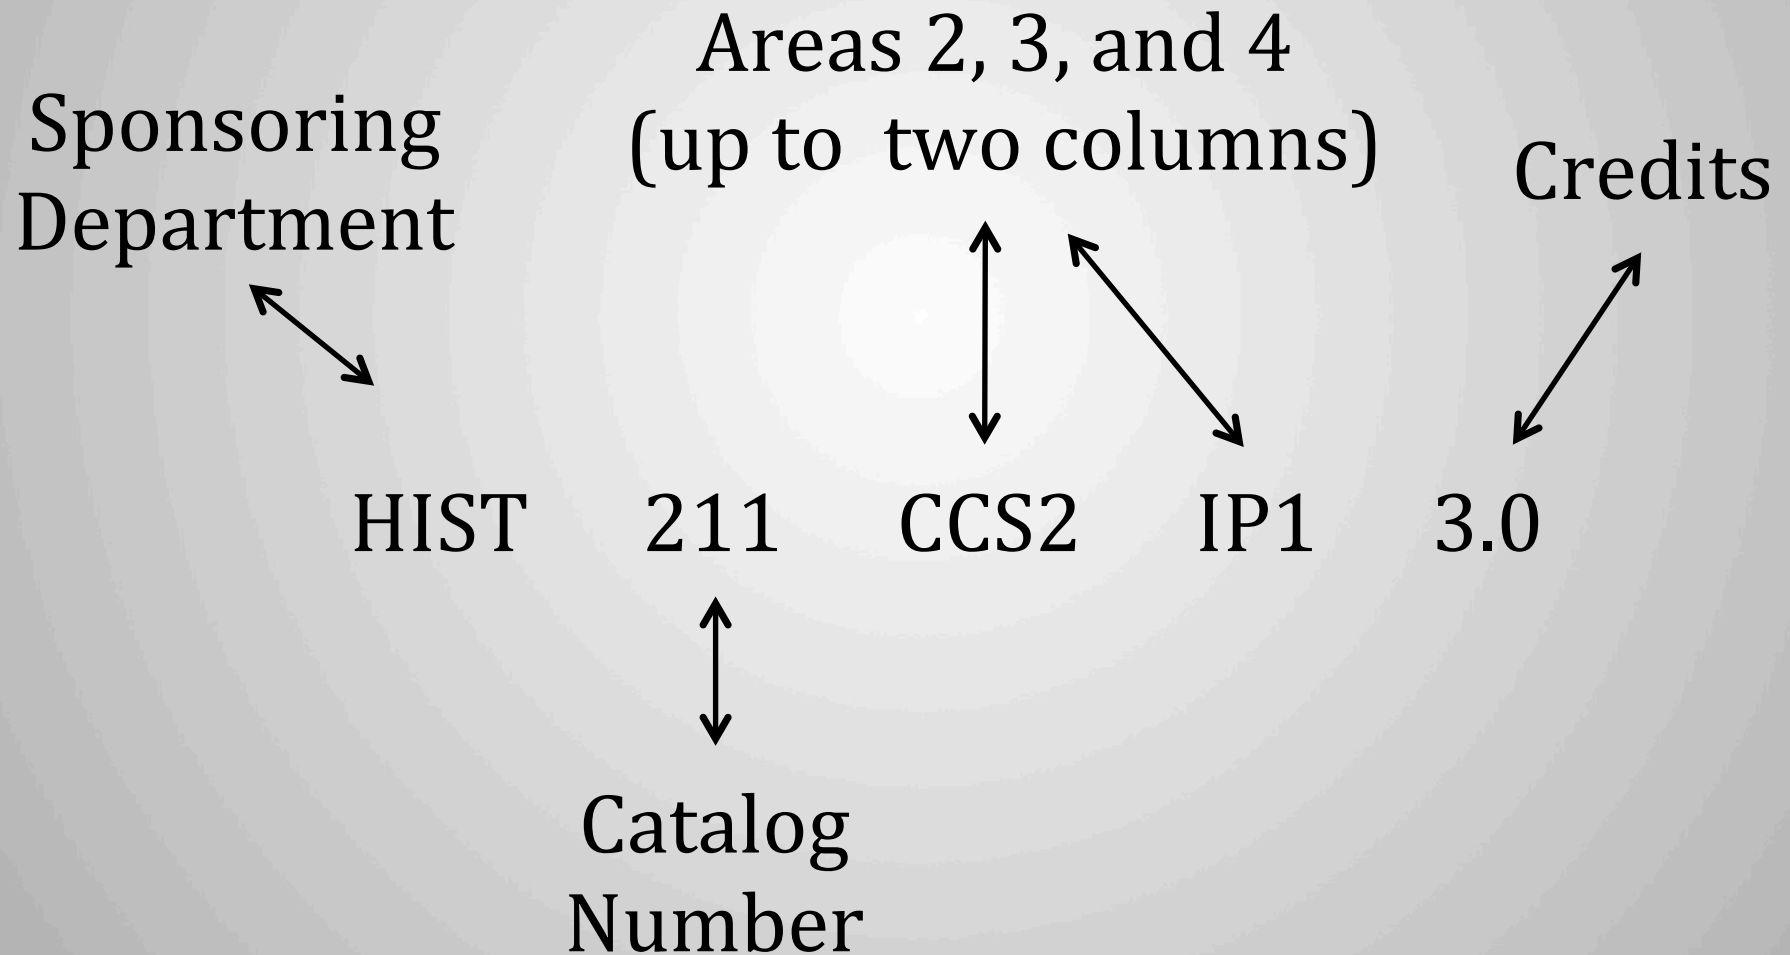 Areas 2, 3, and 4
(up to two columns)
Sponsoring
Department
Credits
HIST 211 CCS2 IP1 3.0
Catalog
Number